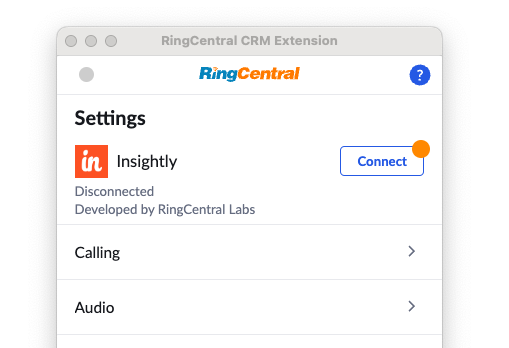 RingCentral CRM Extension
RingCentral
?
Settings
in
Insightly
Connect
Disconnected
Developed by RingCentral Labs
Calling
Audio